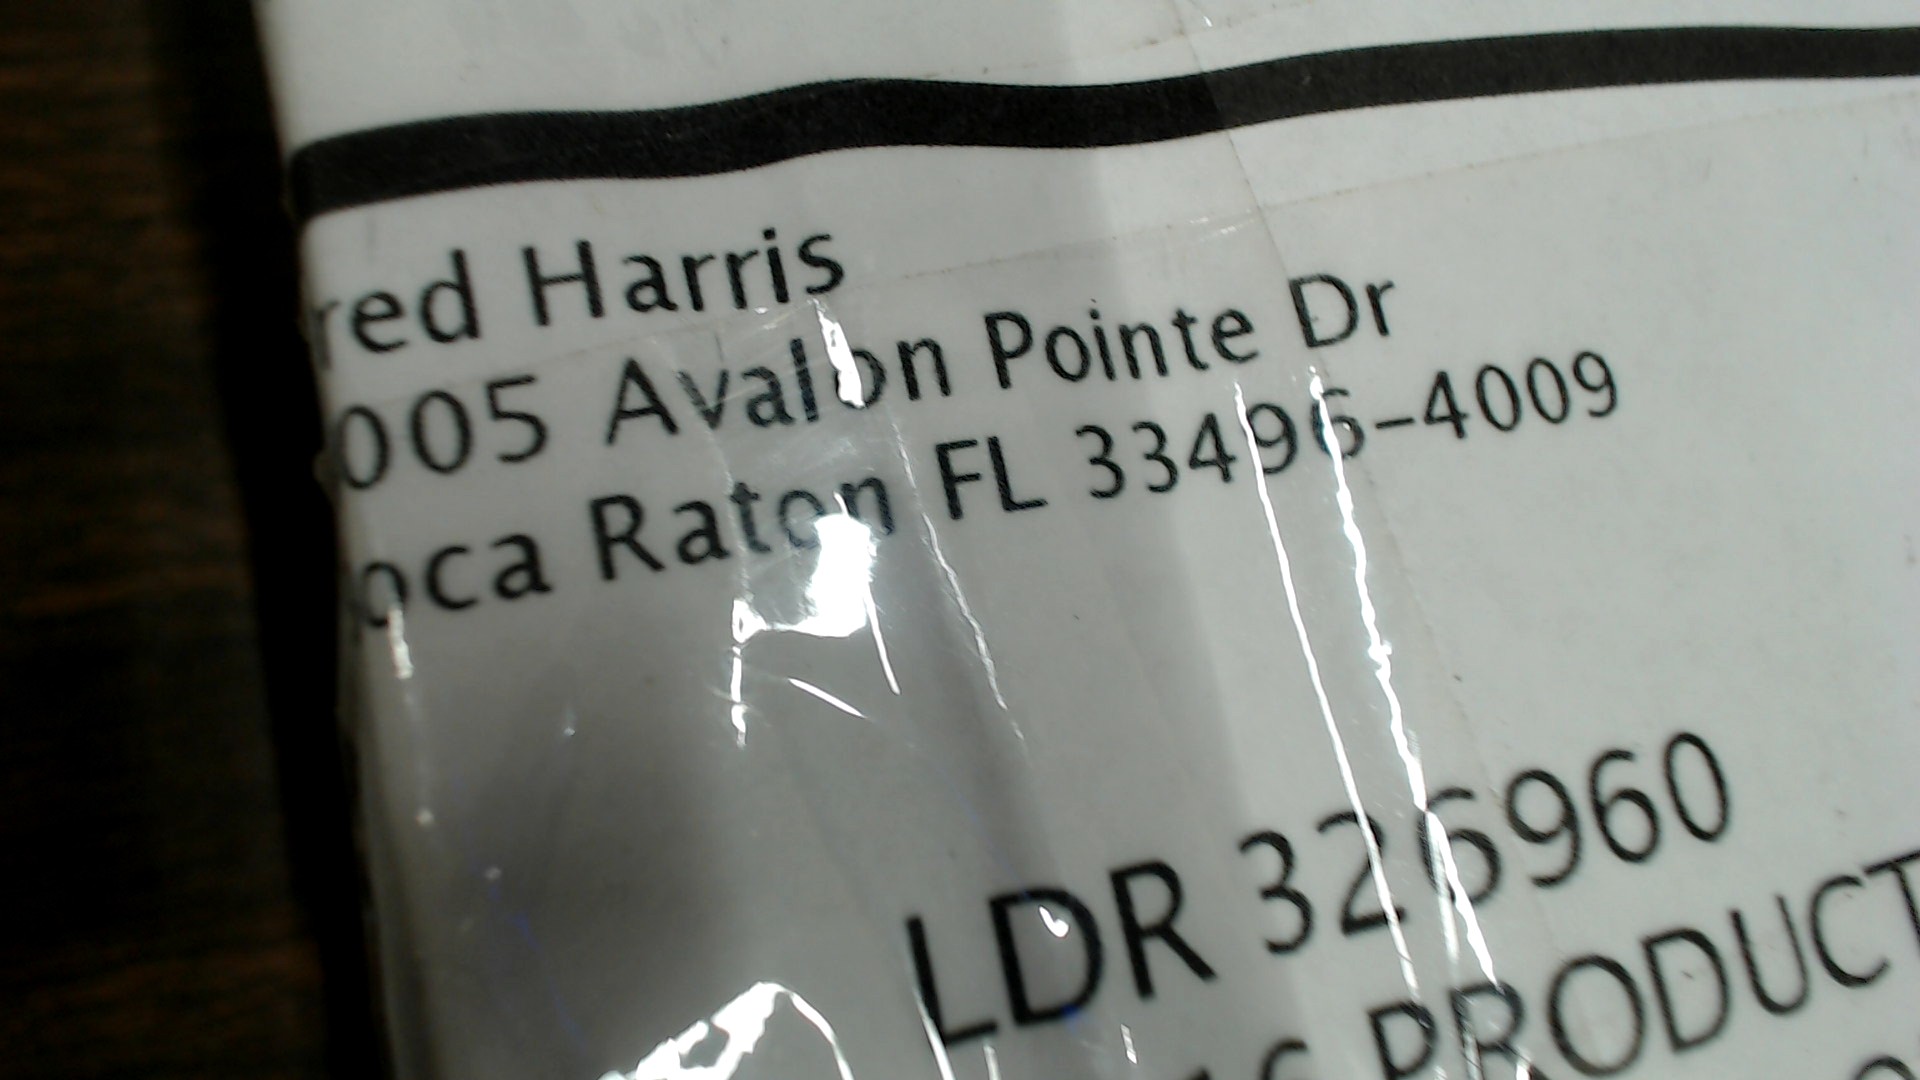 red Harris
005 Avalon Pointe Dr
oca Raton FL 33496-4009
LDR 326960
PRODUCT